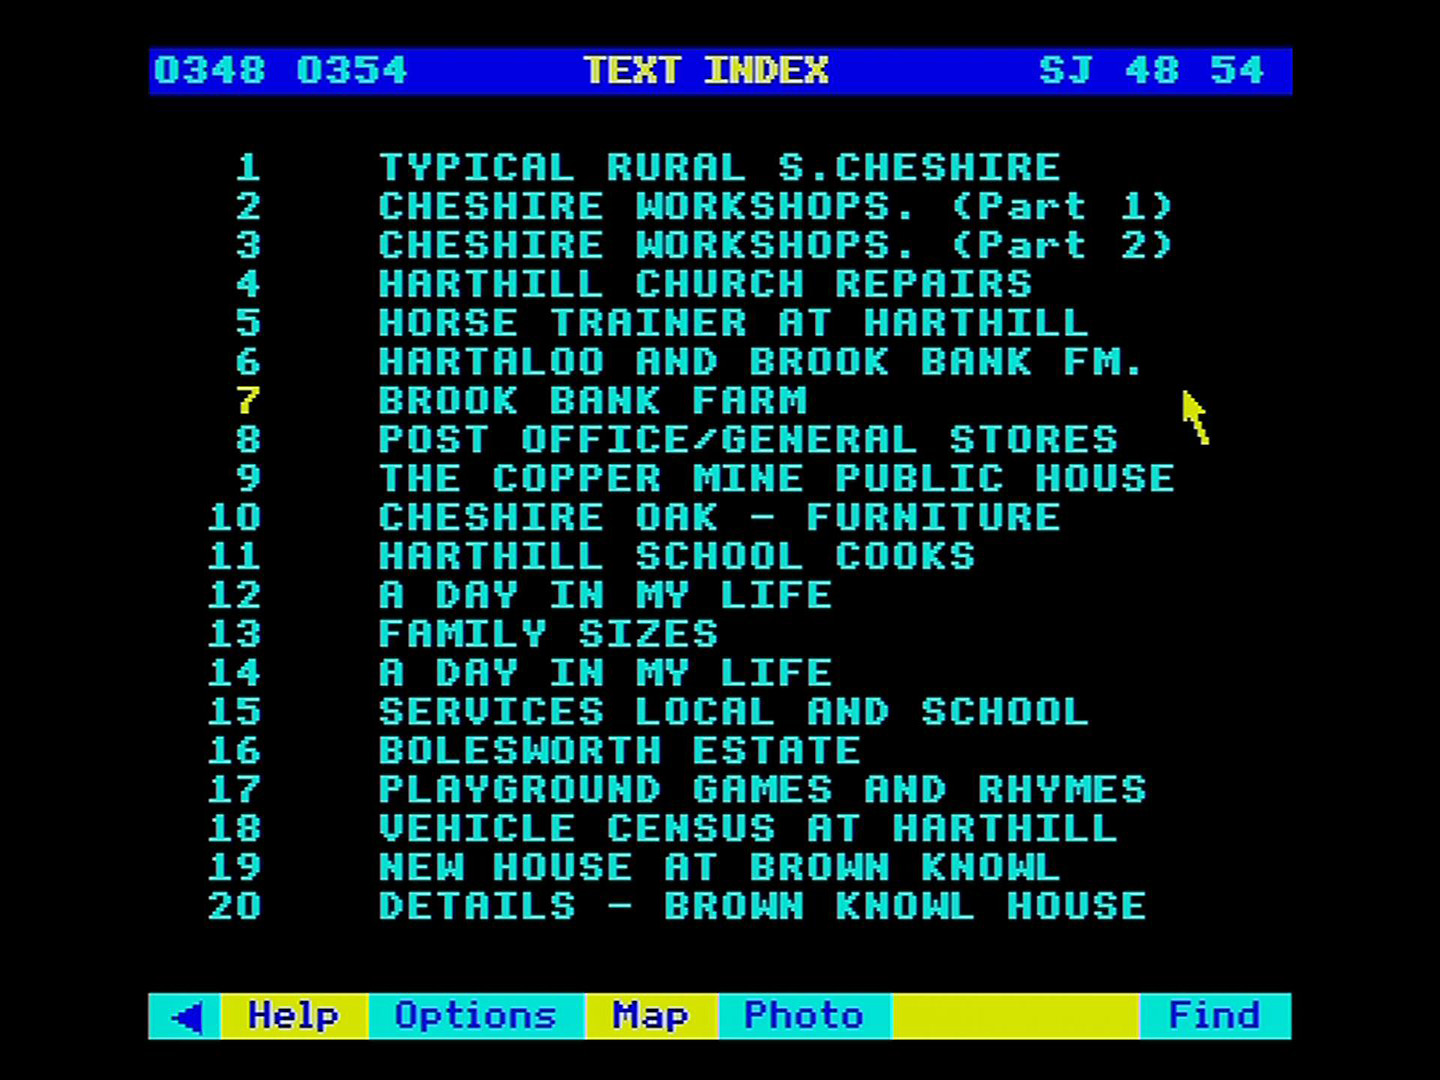 0348 0354 TEXT INDEX SJ 48 54
1 TYPICAL RURAL S.CHESHIRE
2 CHESHIRE WORKSHOPS. (Part 1)
3 CHESHIRE WORKSHOPS. (Part 2)
4 HARTHILL CHURCH REPAIRS
5 HORSE TRAINER AT HARTHILL
6 HARTALOO AND BROOK BANK FM.
7 BROOK BANK FARM
8 POST OFFICE/GENERAL STORES
9 THE COPPER MINE PUBLIC HOUSE
10 CHESHIRE OAK - FURNITURE
11 HARTHILL SCHOOL COOKS
12 A DAY IN MY LIFE
13 FAMILY SIZES
14 A DAY IN MY LIFE
15 SERVICES LOCAL AND SCHOOL
16 BOLESWORTH ESTATE
17 PLAYGROUND GAMES AND RHYMES
18 VEHICLE CENSUS AT HARTHILL
19 NEW HOUSE AT BROWN KNOWL
20 DETAILS - BROWN KNOWL HOUSE
Help Options Map Photo Find